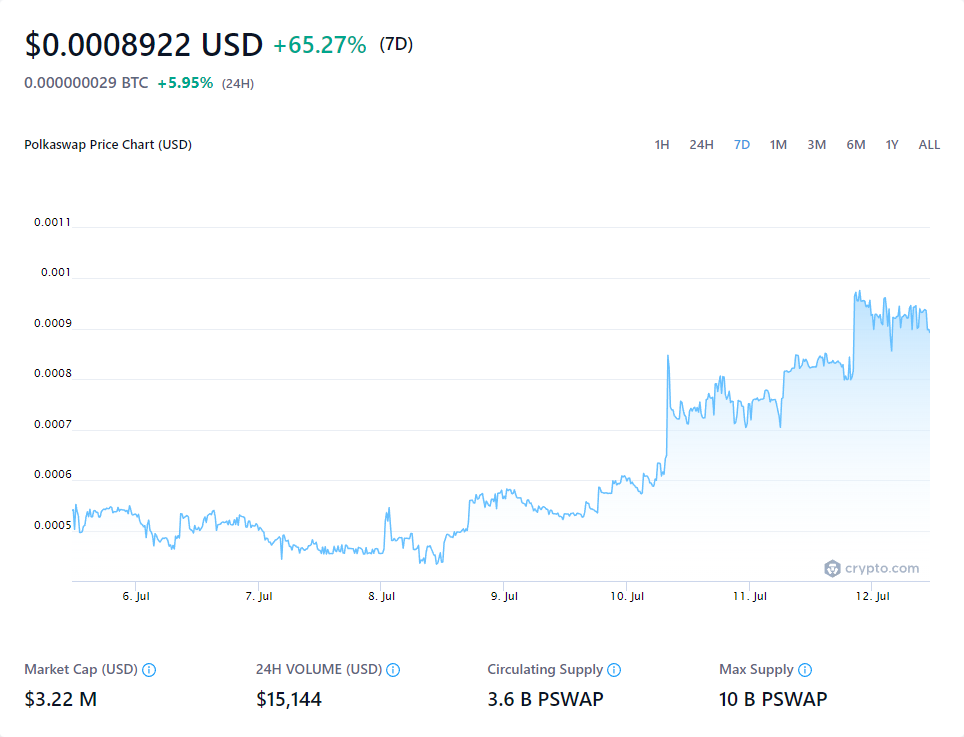 $0.0008922 USD +65.27% (7D)
0.000000029 BTC +5.95% (24H)
Polkaswap Price Chart (USD)
1H 24H 7D 1M 3M 6M 1Y ALL
0.0011
0.001
0.0009
0.0008
0.0007
0.0006
0.0005
crypto.com
6. Jul 7. Jul 8. Jul 9. Jul 10. Jul 11. Jul 12. Jul
Market Cap (USD) 24H VOLUME (USD) Circulating Supply Max Supply
$3.22 M $15,144 3.6 B PSWAP 10 B PSWAP